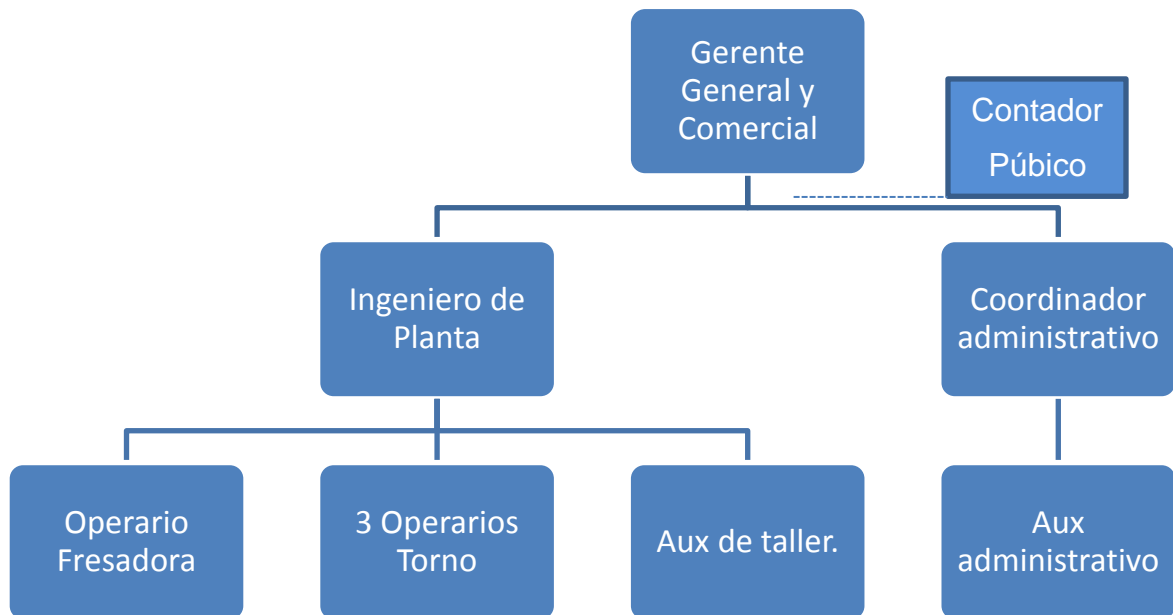 Gerente
General y
Comercial
Contador
Púbico
Ingeniero de
Planta
Coordinador
administrativo
Operario
Fresadora
3 Operarios
Torno
Aux de taller.
Aux
administrativo